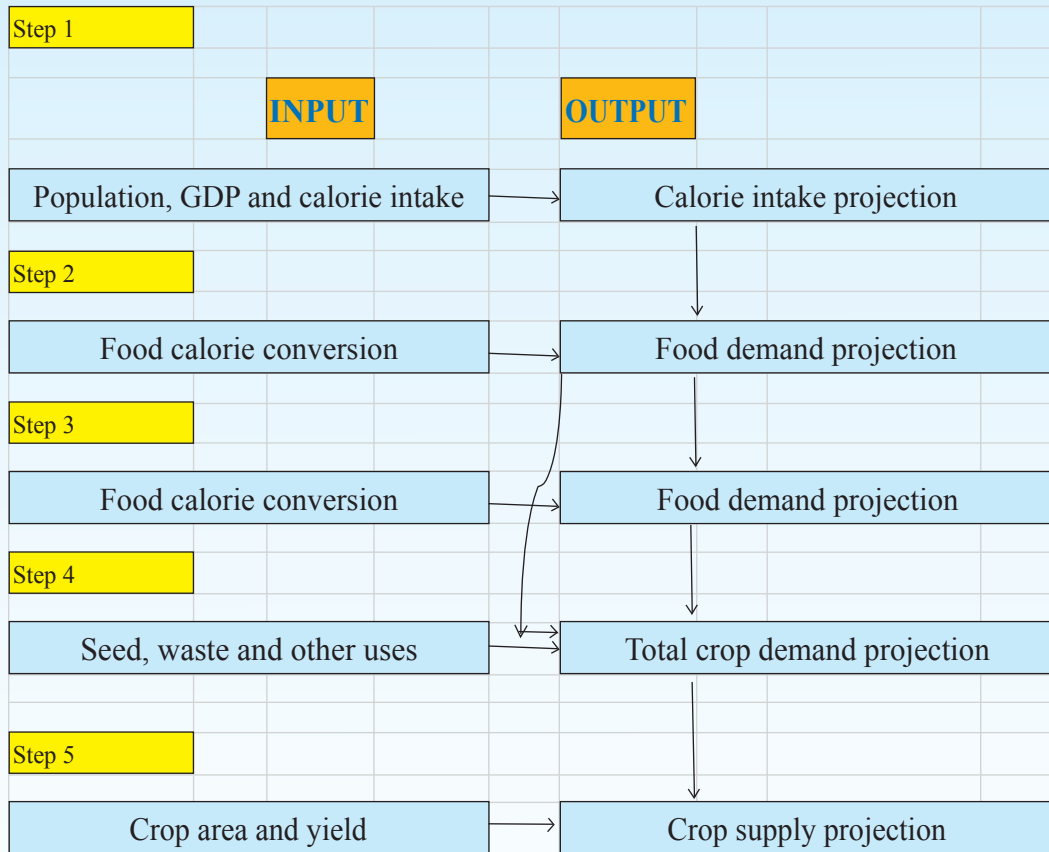 Step 1
INPUT
OUTPUT
Population, GDP and calorie intake
Calorie intake projection
Step 2
Food calorie conversion
Food demand projection
Step 3
Food calorie conversion
Food demand projection
Step 4
Seed, waste and other uses
Total crop demand projection
Step 5
Crop area and yield
Crop supply projection